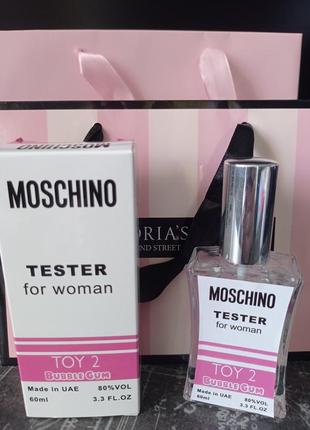 MOSCHINO
TESTER
for woman
TOY 2
BUBBLE GUM
Made in UAE 80%VOL
60ml 3.3 FL.OZ
ORIA'S
ND STREET
MOSCHINO
TESTER
for woman
TOY 2
BUBBLE GUM
Made in UAE 80%VOL
60ml 3.3 FL.OZ